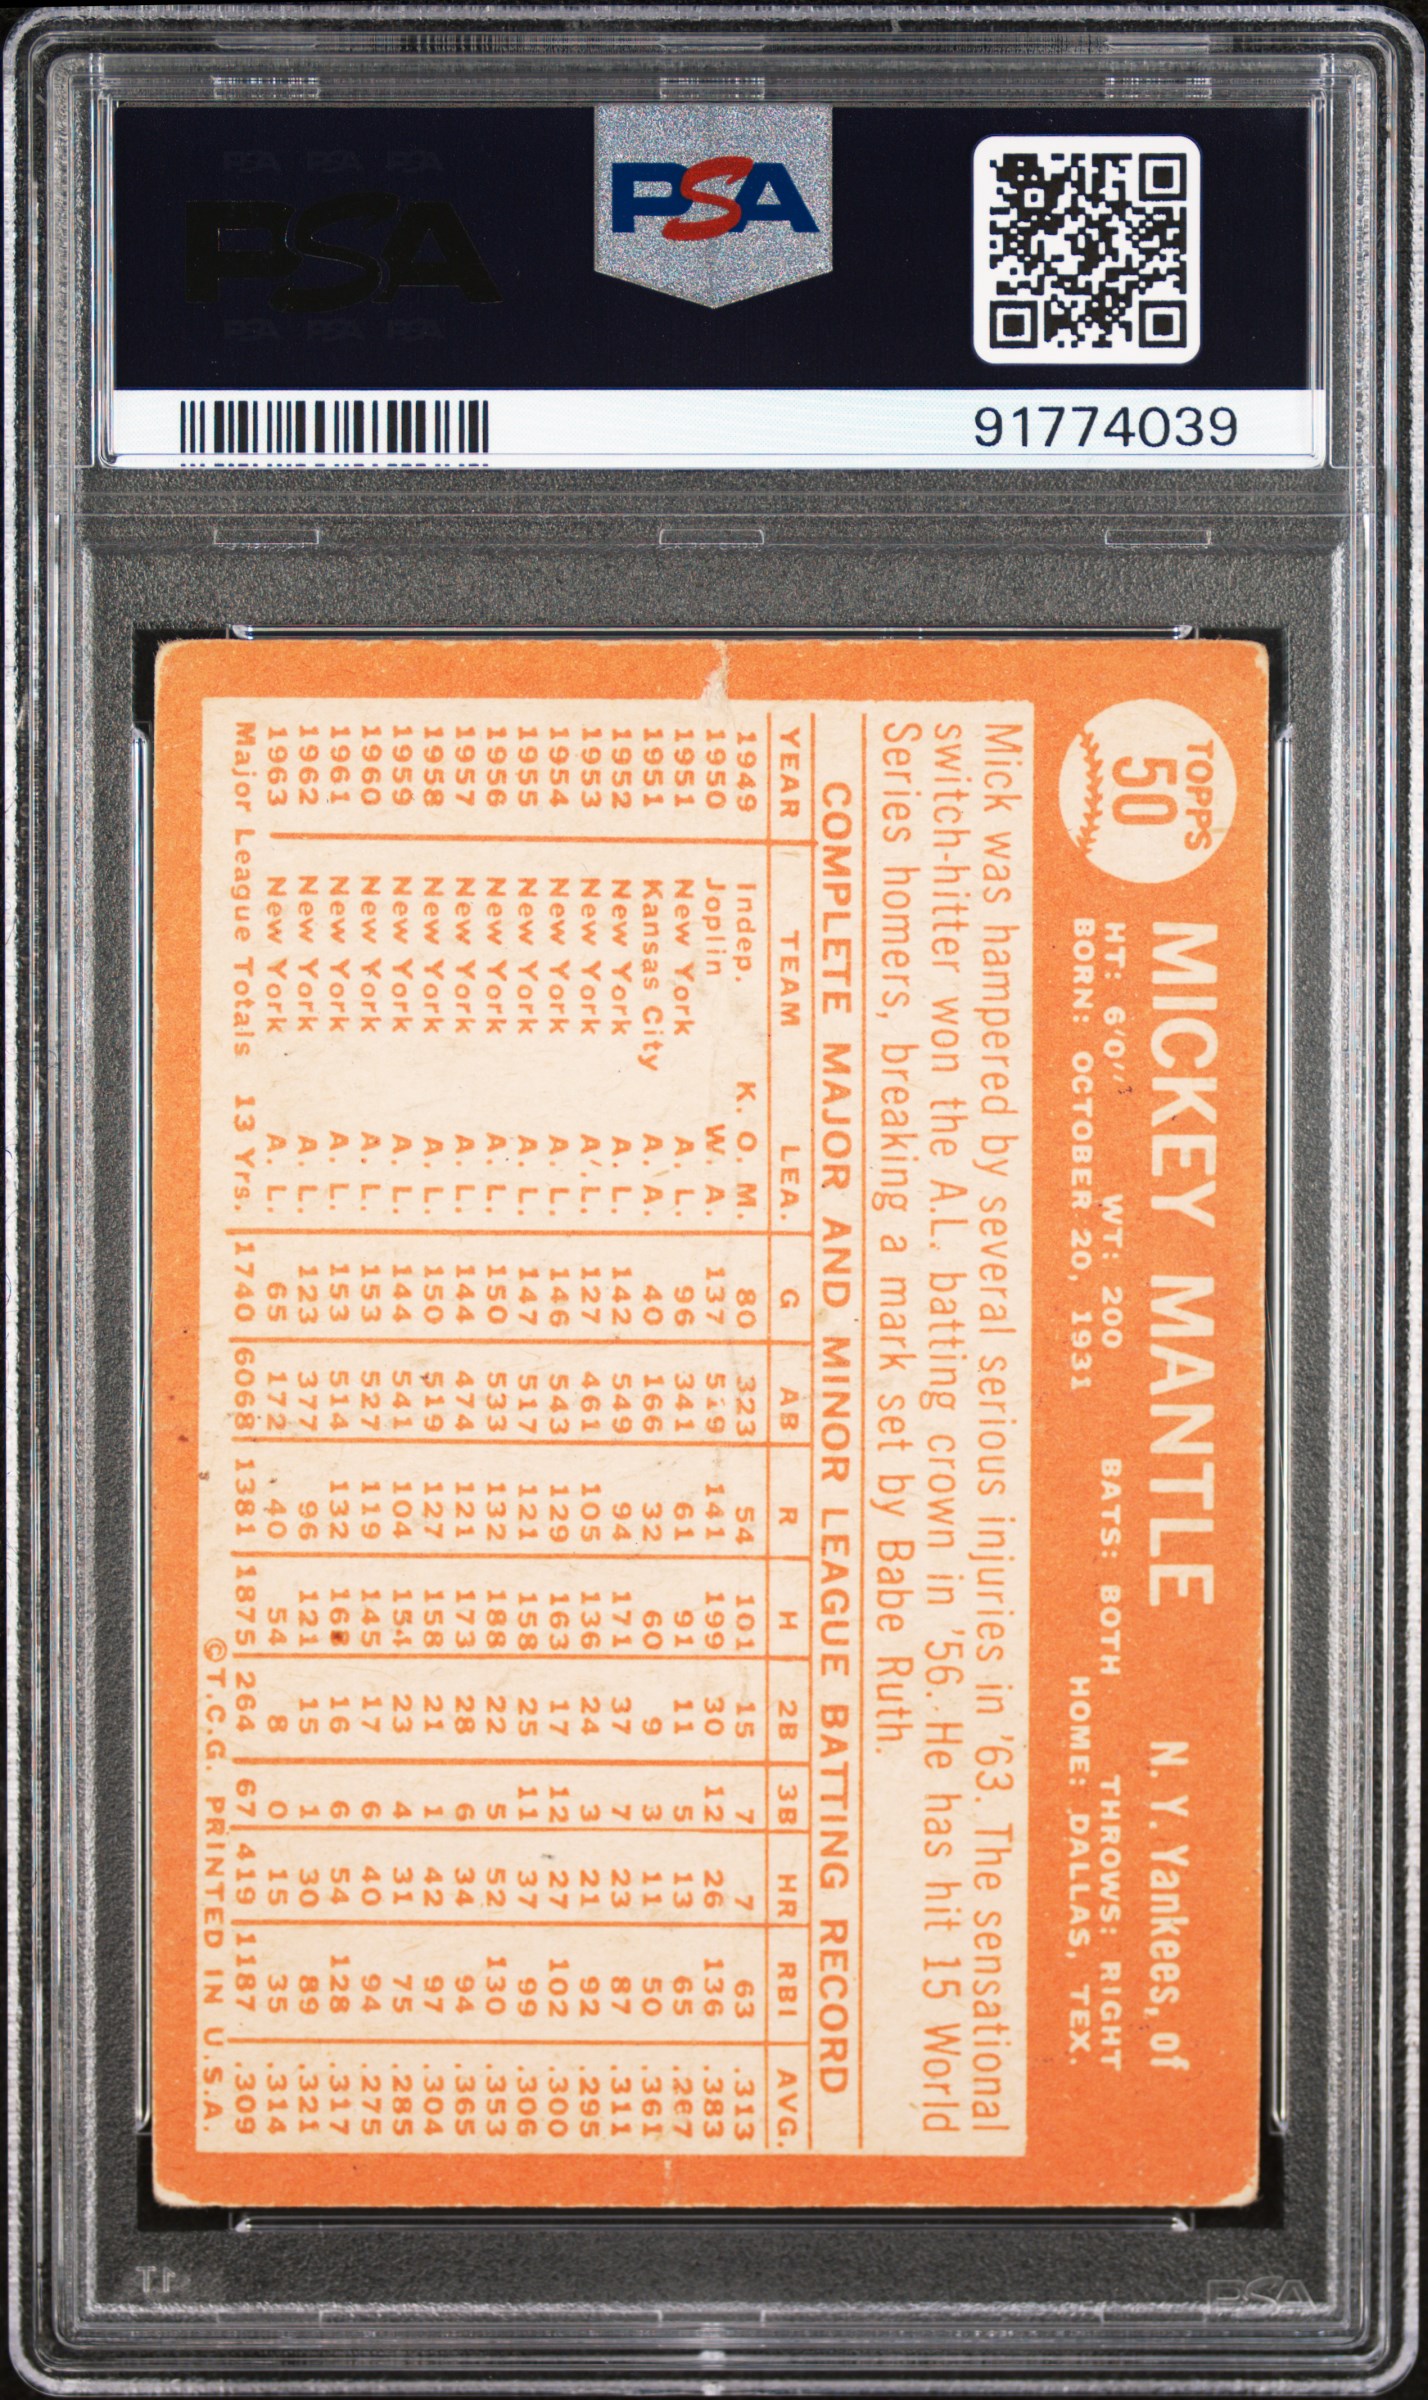 PSA PSA PSA
PSA
PSA PSA PSA
PSA
91774039
TOPPS
50
MICKEY MANTLE N. Y. Yankees, of
HT: 6'0" WT: 200 BATS: BOTH THROWS: RIGHT
BORN: OCTOBER 20, 1931 HOME: DALLAS, TEX.
Mick was hampered by several serious injuries in '63. The sensational
switch-hitter won the A.L. batting crown in '56. He has hit 15 World
Series homers, breaking a mark set by Babe Ruth.
COMPLETE MAJOR AND MINOR LEAGUE BATTING RECORD
YEAR TEAM LEA. G AB R H 2B 3B HR RBI AVG.
1949 Indep. K. O. M. 80 323 54 101 15 7 7 63 .313
1950 Joplin W. A. 137 519 141 199 30 12 26 136 .383
1951 New York A. L. 96 341 61 91 11 5 13 65 .267
1951 Kansas City A. A. 40 166 32 60 9 3 11 50 .361
1952 New York A. L. 142 549 94 171 37 7 23 87 .311
1953 New York A. L. 127 461 105 136 24 3 21 92 .295
1954 New York A. L. 146 543 129 163 17 12 27 102 .300
1955 New York A. L. 147 517 121 158 25 11 37 99 .306
1956 New York A. L. 150 533 132 188 22 5 52 130 .353
1957 New York A. L. 144 474 121 173 28 6 34 94 .365
1958 New York A. L. 150 519 127 158 21 1 42 97 .304
1959 New York A. L. 144 541 104 154 23 4 31 75 .285
1960 New York A. L. 153 527 119 145 17 6 40 94 .275
1961 New York A. L. 153 514 132 163 16 6 54 128 .317
1962 New York A. L. 123 377 96 121 15 1 30 89 .321
1963 New York A. L. 65 172 40 54 8 0 15 35 .314
Major League Totals 13 Yrs. 1740 6068 1381 1875 264 67 419 1187 .309
©T.C.G. PRINTED IN U.S.A.
PSA